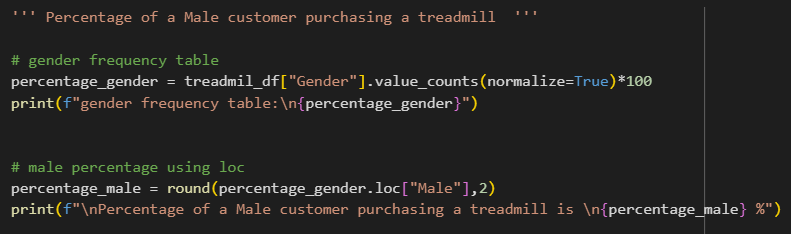 ''' Percentage of a Male customer purchasing a treadmill  '''
# gender frequency table
percentage_gender = treadmil_df["Gender"].value_counts(normalize=True)*100
print(f"gender frequency table:\n{percentage_gender}")
# male percentage using loc
percentage_male = round(percentage_gender.loc["Male"],2)
print(f"\nPercentage of a Male customer purchasing a treadmill is \n{percentage_male} %")